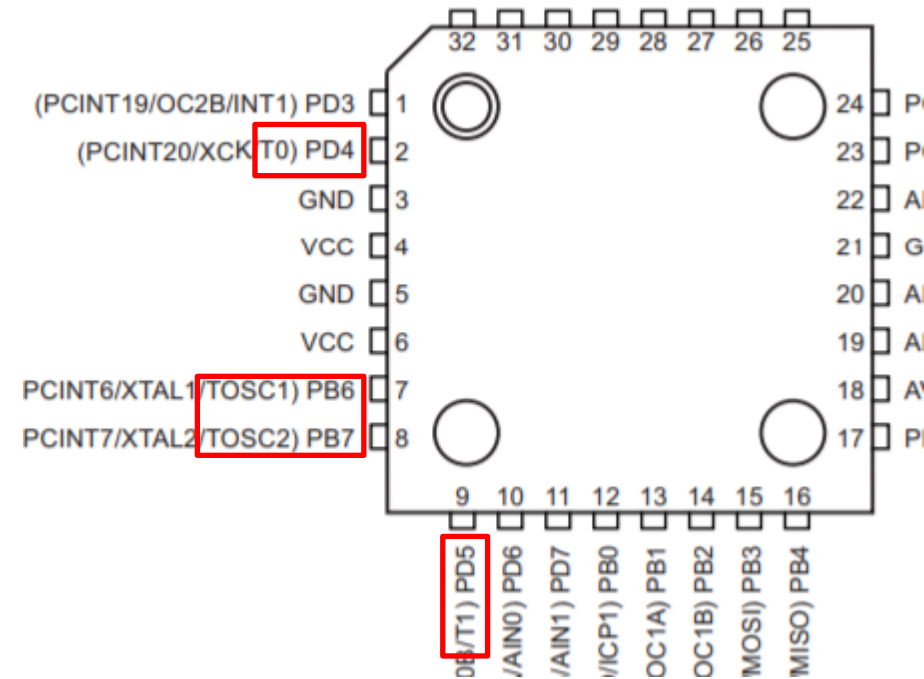 32 31 30 29 28 27 26 25
(PCINT19/OC2B/INT1) PD3 1
24
(PCINT20/XCK/T0) PD4 2
23
GND 3
22
VCC 4
21
GND 5
20
VCC 6
19
PCINT6/XTAL1/TOSC1) PB6 7
18
PCINT7/XTAL2/TOSC2) PB7 8
17
9 10 11 12 13 14 15 16
0B/T1) PD5
/AIN0) PD6
/AIN1) PD7
/ICP1) PB0
OC1A) PB1
OC1B) PB2
MOSI) PB3
/MISO) PB4